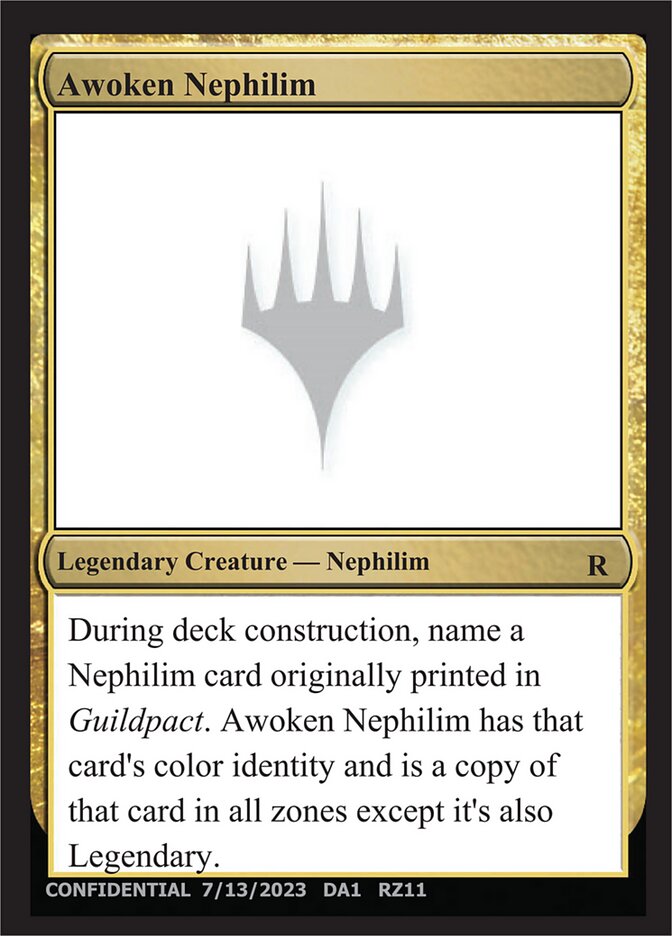 Awoken Nephilim
Legendary Creature — Nephilim R
During deck construction, name a
Nephilim card originally printed in
Guildpact. Awoken Nephilim has that
card's color identity and is a copy of
that card in all zones except it's also
Legendary.
CONFIDENTIAL 7/13/2023 DA1 RZ11